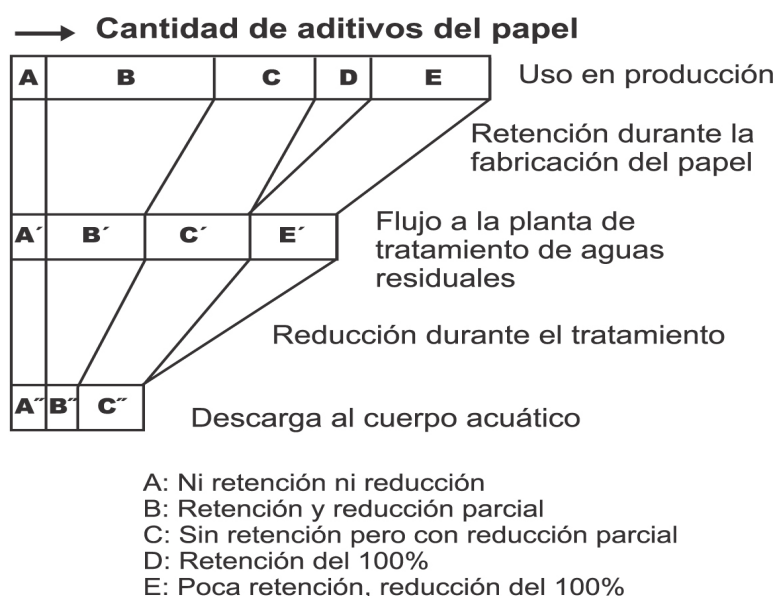 Cantidad de aditivos del papel
A B C D E Uso en producción
Retención durante la
fabricación del papel
A´ B´ C´ E´ Flujo a la planta de
tratamiento de aguas
residuales
Reducción durante el tratamiento
A˝ B˝ C˝ Descarga al cuerpo acuático
A: Ni retención ni reducción
B: Retención y reducción parcial
C: Sin retención pero con reducción parcial
D: Retención del 100%
E: Poca retención, reducción del 100%